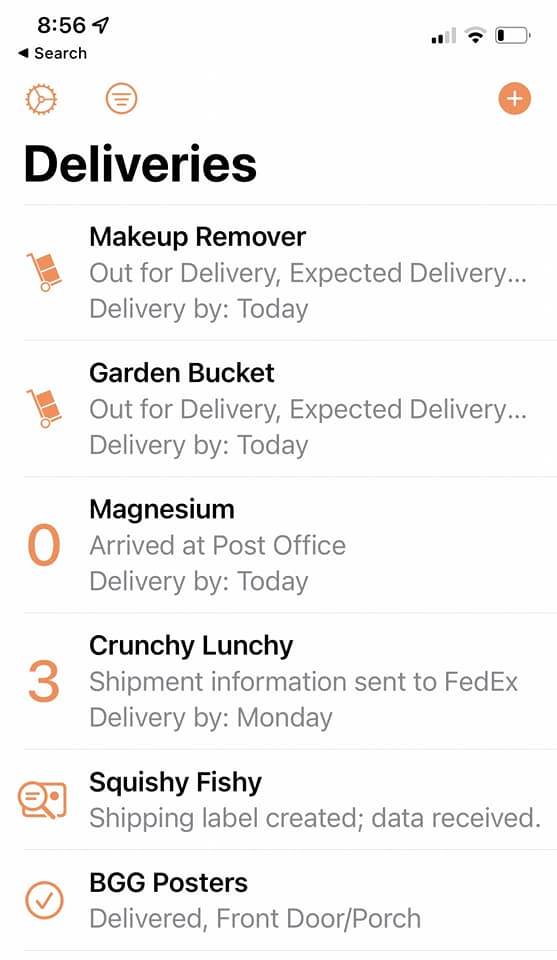 8:56
◀ Search
Deliveries
Makeup Remover
Out for Delivery, Expected Delivery...
Delivery by: Today
Garden Bucket
Out for Delivery, Expected Delivery...
Delivery by: Today
0
Magnesium
Arrived at Post Office
Delivery by: Today
3
Crunchy Lunchy
Shipment information sent to FedEx
Delivery by: Monday
Squishy Fishy
Shipping label created; data received.
BGG Posters
Delivered, Front Door/Porch